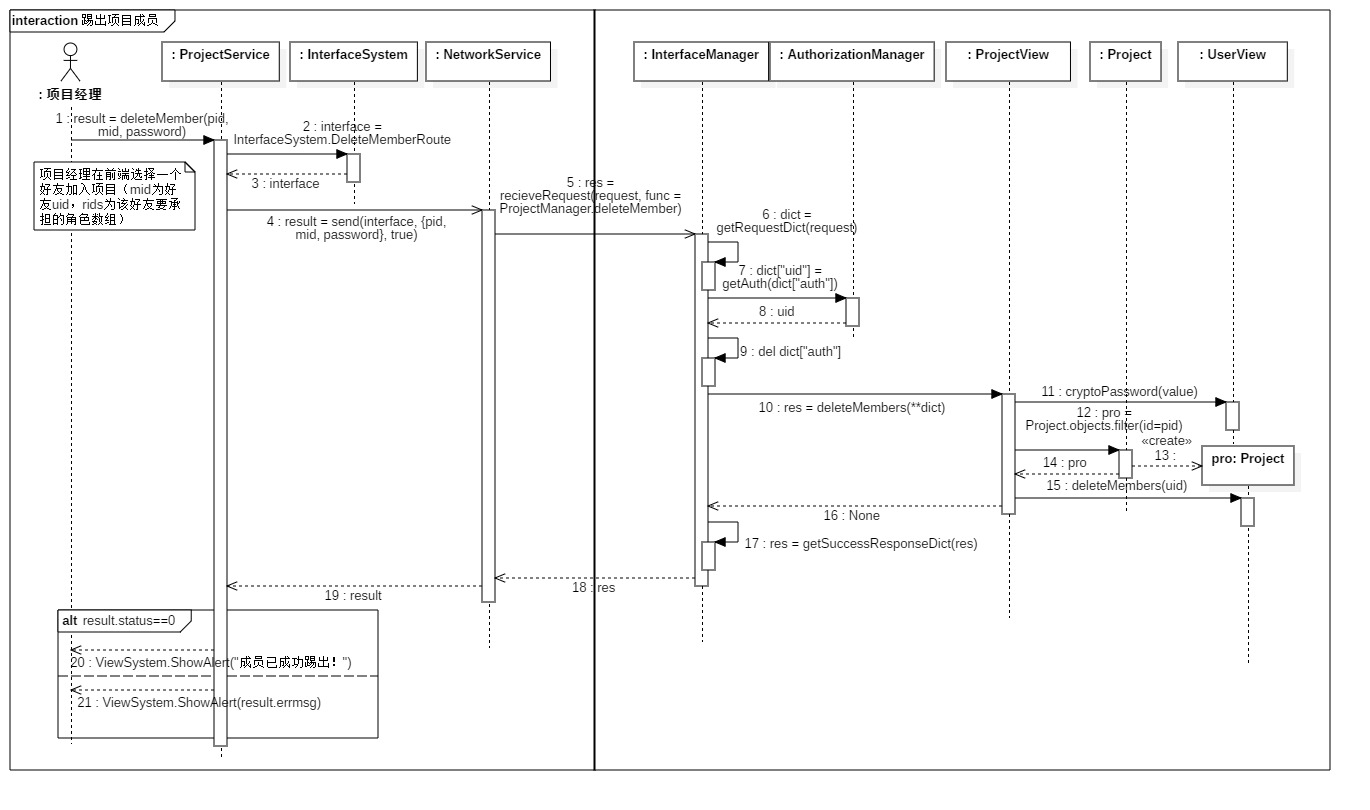 interaction 踢出项目成员
: 项目经理
: ProjectService
: InterfaceSystem
: NetworkService
: InterfaceManager
: AuthorizationManager
: ProjectView
: Project
: UserView
1 : result = deleteMember(pid,
mid, password)
2 : interface =
InterfaceSystem.DeleteMemberRoute
3 : interface
项目经理在前端选择一个
好友加入项目（mid为好
友uid，rids为该好友要承
担的角色数组）
4 : result = send(interface, {pid,
mid, password}, true)
5 : res =
recieveRequest(request, func =
ProjectManager.deleteMember)
6 : dict =
getRequestDict(request)
7 : dict["uid"] =
getAuth(dict["auth"])
8 : uid
9 : del dict["auth"]
10 : res = deleteMembers(**dict)
11 : cryptoPassword(value)
12 : pro =
Project.objects.filter(id=pid)
«create»
13 :
pro: Project
14 : pro
15 : deleteMembers(uid)
16 : None
17 : res = getSuccessResponseDict(res)
18 : res
19 : result
alt result.status==0
20 : ViewSystem.ShowAlert("成员已成功踢出！")
21 : ViewSystem.ShowAlert(result.errmsg)